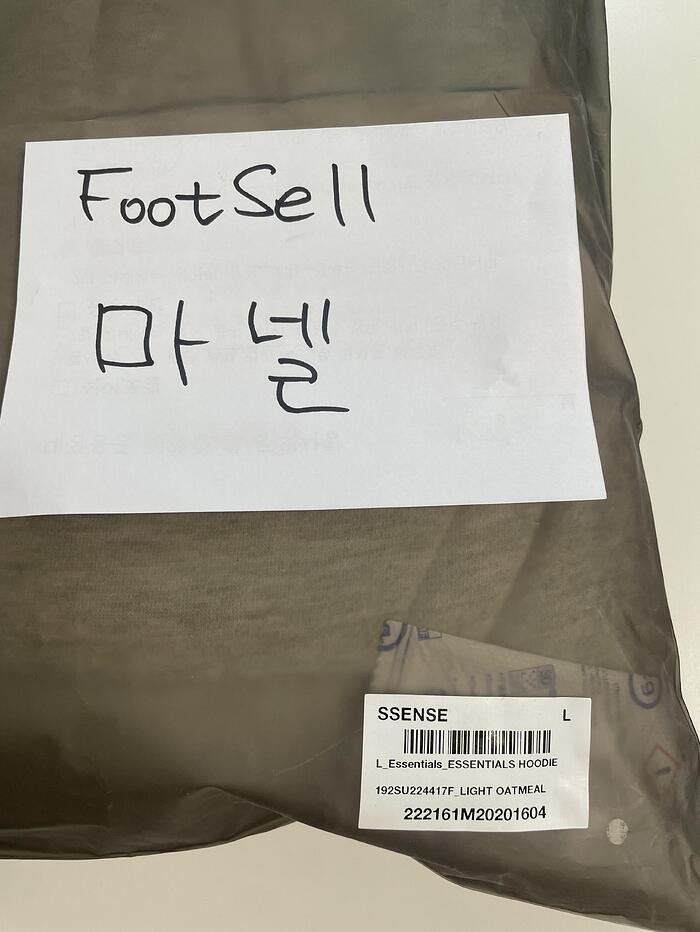 FootSell
마넬
SSENSE L
L_Essentials_ESSENTIALS HOODIE
192SU224417F_LIGHT OATMEAL
222161M20201604